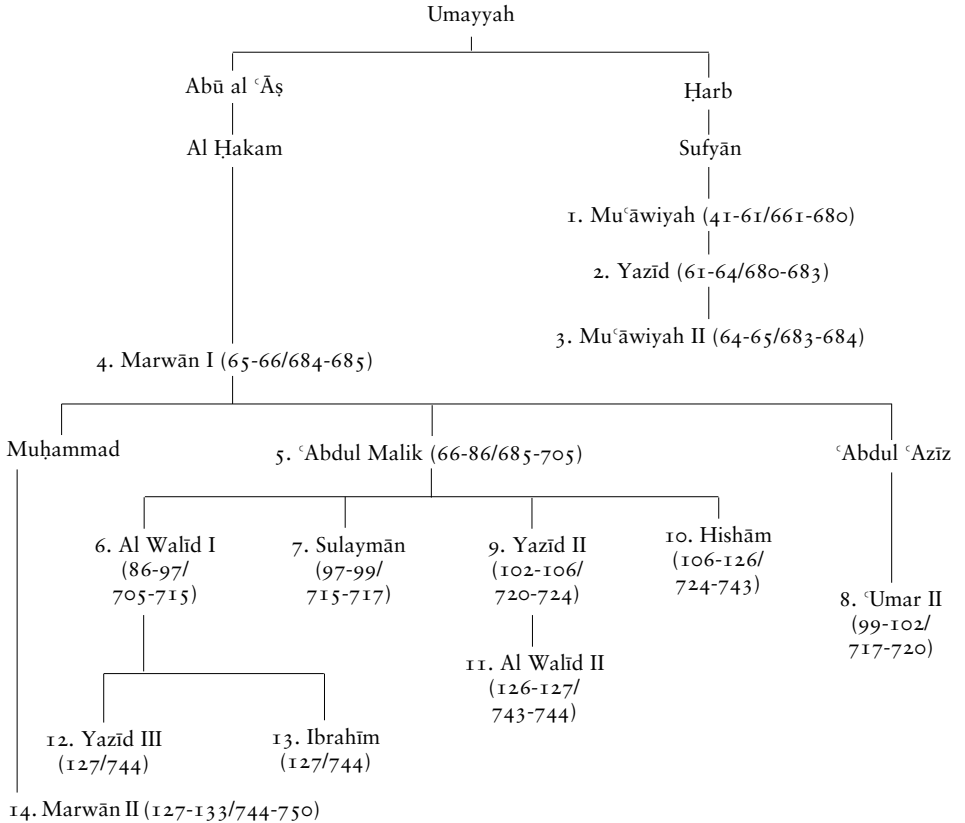 Umayyah
Abū al ʿĀṣ
Ḥarb
Al Ḥakam
Sufyān
1. Muʿāwiyah (41-61/661-680)
2. Yazīd (61-64/680-683)
3. Muʿāwiyah II (64-65/683-684)
4. Marwān I (65-66/684-685)
Muḥammad
5. ʿAbdul Malik (66-86/685-705)
ʿAbdul ʿAzīz
6. Al Walīd I
(86-97/
705-715)
7. Sulaymān
(97-99/
715-717)
9. Yazīd II
(102-106/
720-724)
10. Hishām
(106-126/
724-743)
8. ʿUmar II
(99-102/
717-720)
11. Al Walīd II
(126-127/
743-744)
12. Yazīd III
(127/744)
13. Ibrahīm
(127/744)
14. Marwān II (127-133/744-750)